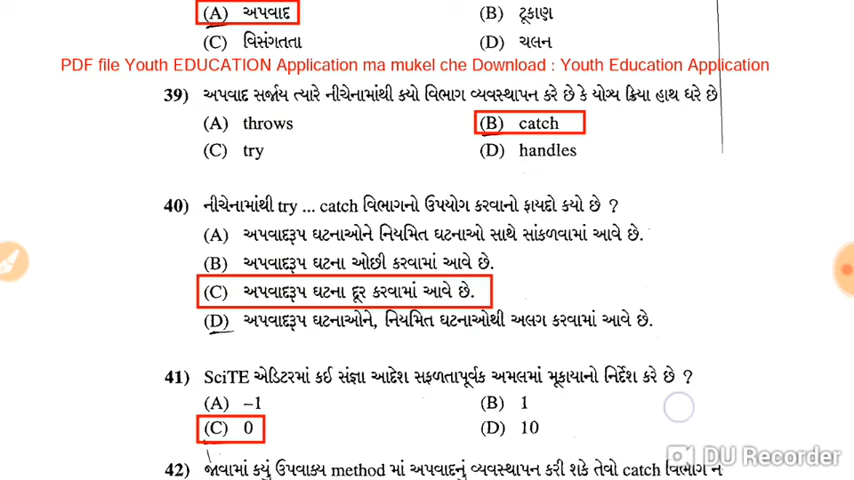 (A) અપવાદ (B) ટૂકાણ
(C) વિસંગતતા (D) ચલન
PDF file Youth EDUCATION Application ma mukel che Download : Youth Education Application
39) અપવાદ સર્જાય ત્યારે નીચેનામાંથી કયો વિભાગ વ્યવસ્થાપન કરે છે કે યોગ્ય ક્રિયા હાથ ધરે છે
(A) throws (B) catch
(C) try (D) handles
40) નીચેનામાંથી try ... catch વિભાગનો ઉપયોગ કરવાનો ફાયદો કયો છે ?
(A) અપવાદરૂપ ઘટનાઓને નિયમિત ઘટનાઓ સાથે સાંકળવામાં આવે છે.
(B) અપવાદરૂપ ઘટના ઓછી કરવામાં આવે છે.
(C) અપવાદરૂપ ઘટના દૂર કરવામાં આવે છે.
(D) અપવાદરૂપ ઘટનાઓને, નિયમિત ઘટનાઓથી અલગ કરવામાં આવે છે.
41) SciTE એડિટરમાં કઈ સંજ્ઞા આદેશ સફળતાપૂર્વક અમલમાં મૂકાયાનો નિર્દેશ કરે છે ?
(A) –1 (B) 1
(C) 0 (D) 10
DU Recorder
42) જાવામાં કયું ઉપવાક્ય method માં અપવાદનું વ્યવસ્થાપન કરી શકે તેવો catch વિભાગ ન